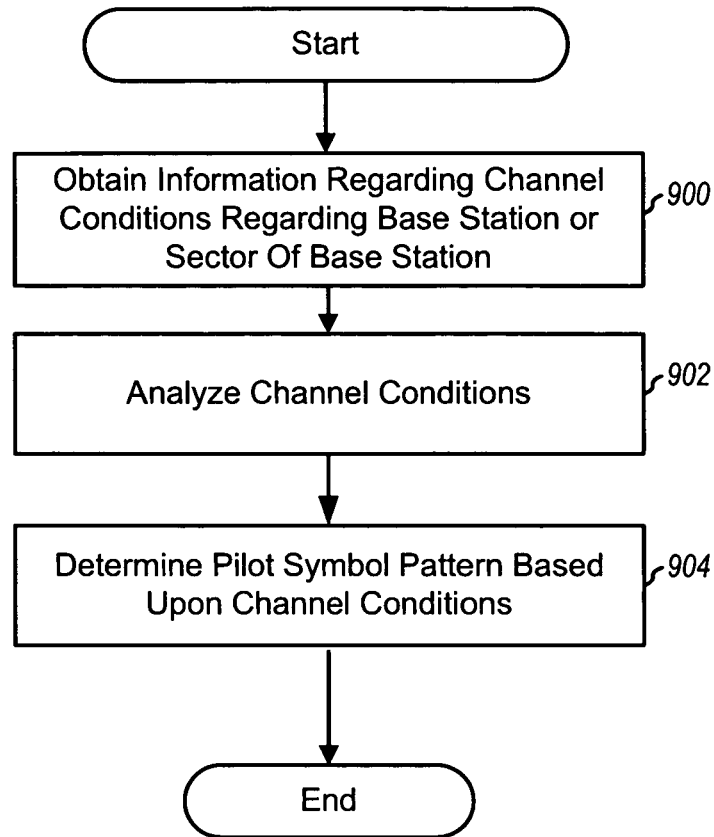 Start
Obtain Information Regarding Channel
Conditions Regarding Base Station or
Sector Of Base Station
900
Analyze Channel Conditions
902
Determine Pilot Symbol Pattern Based
Upon Channel Conditions
904
End